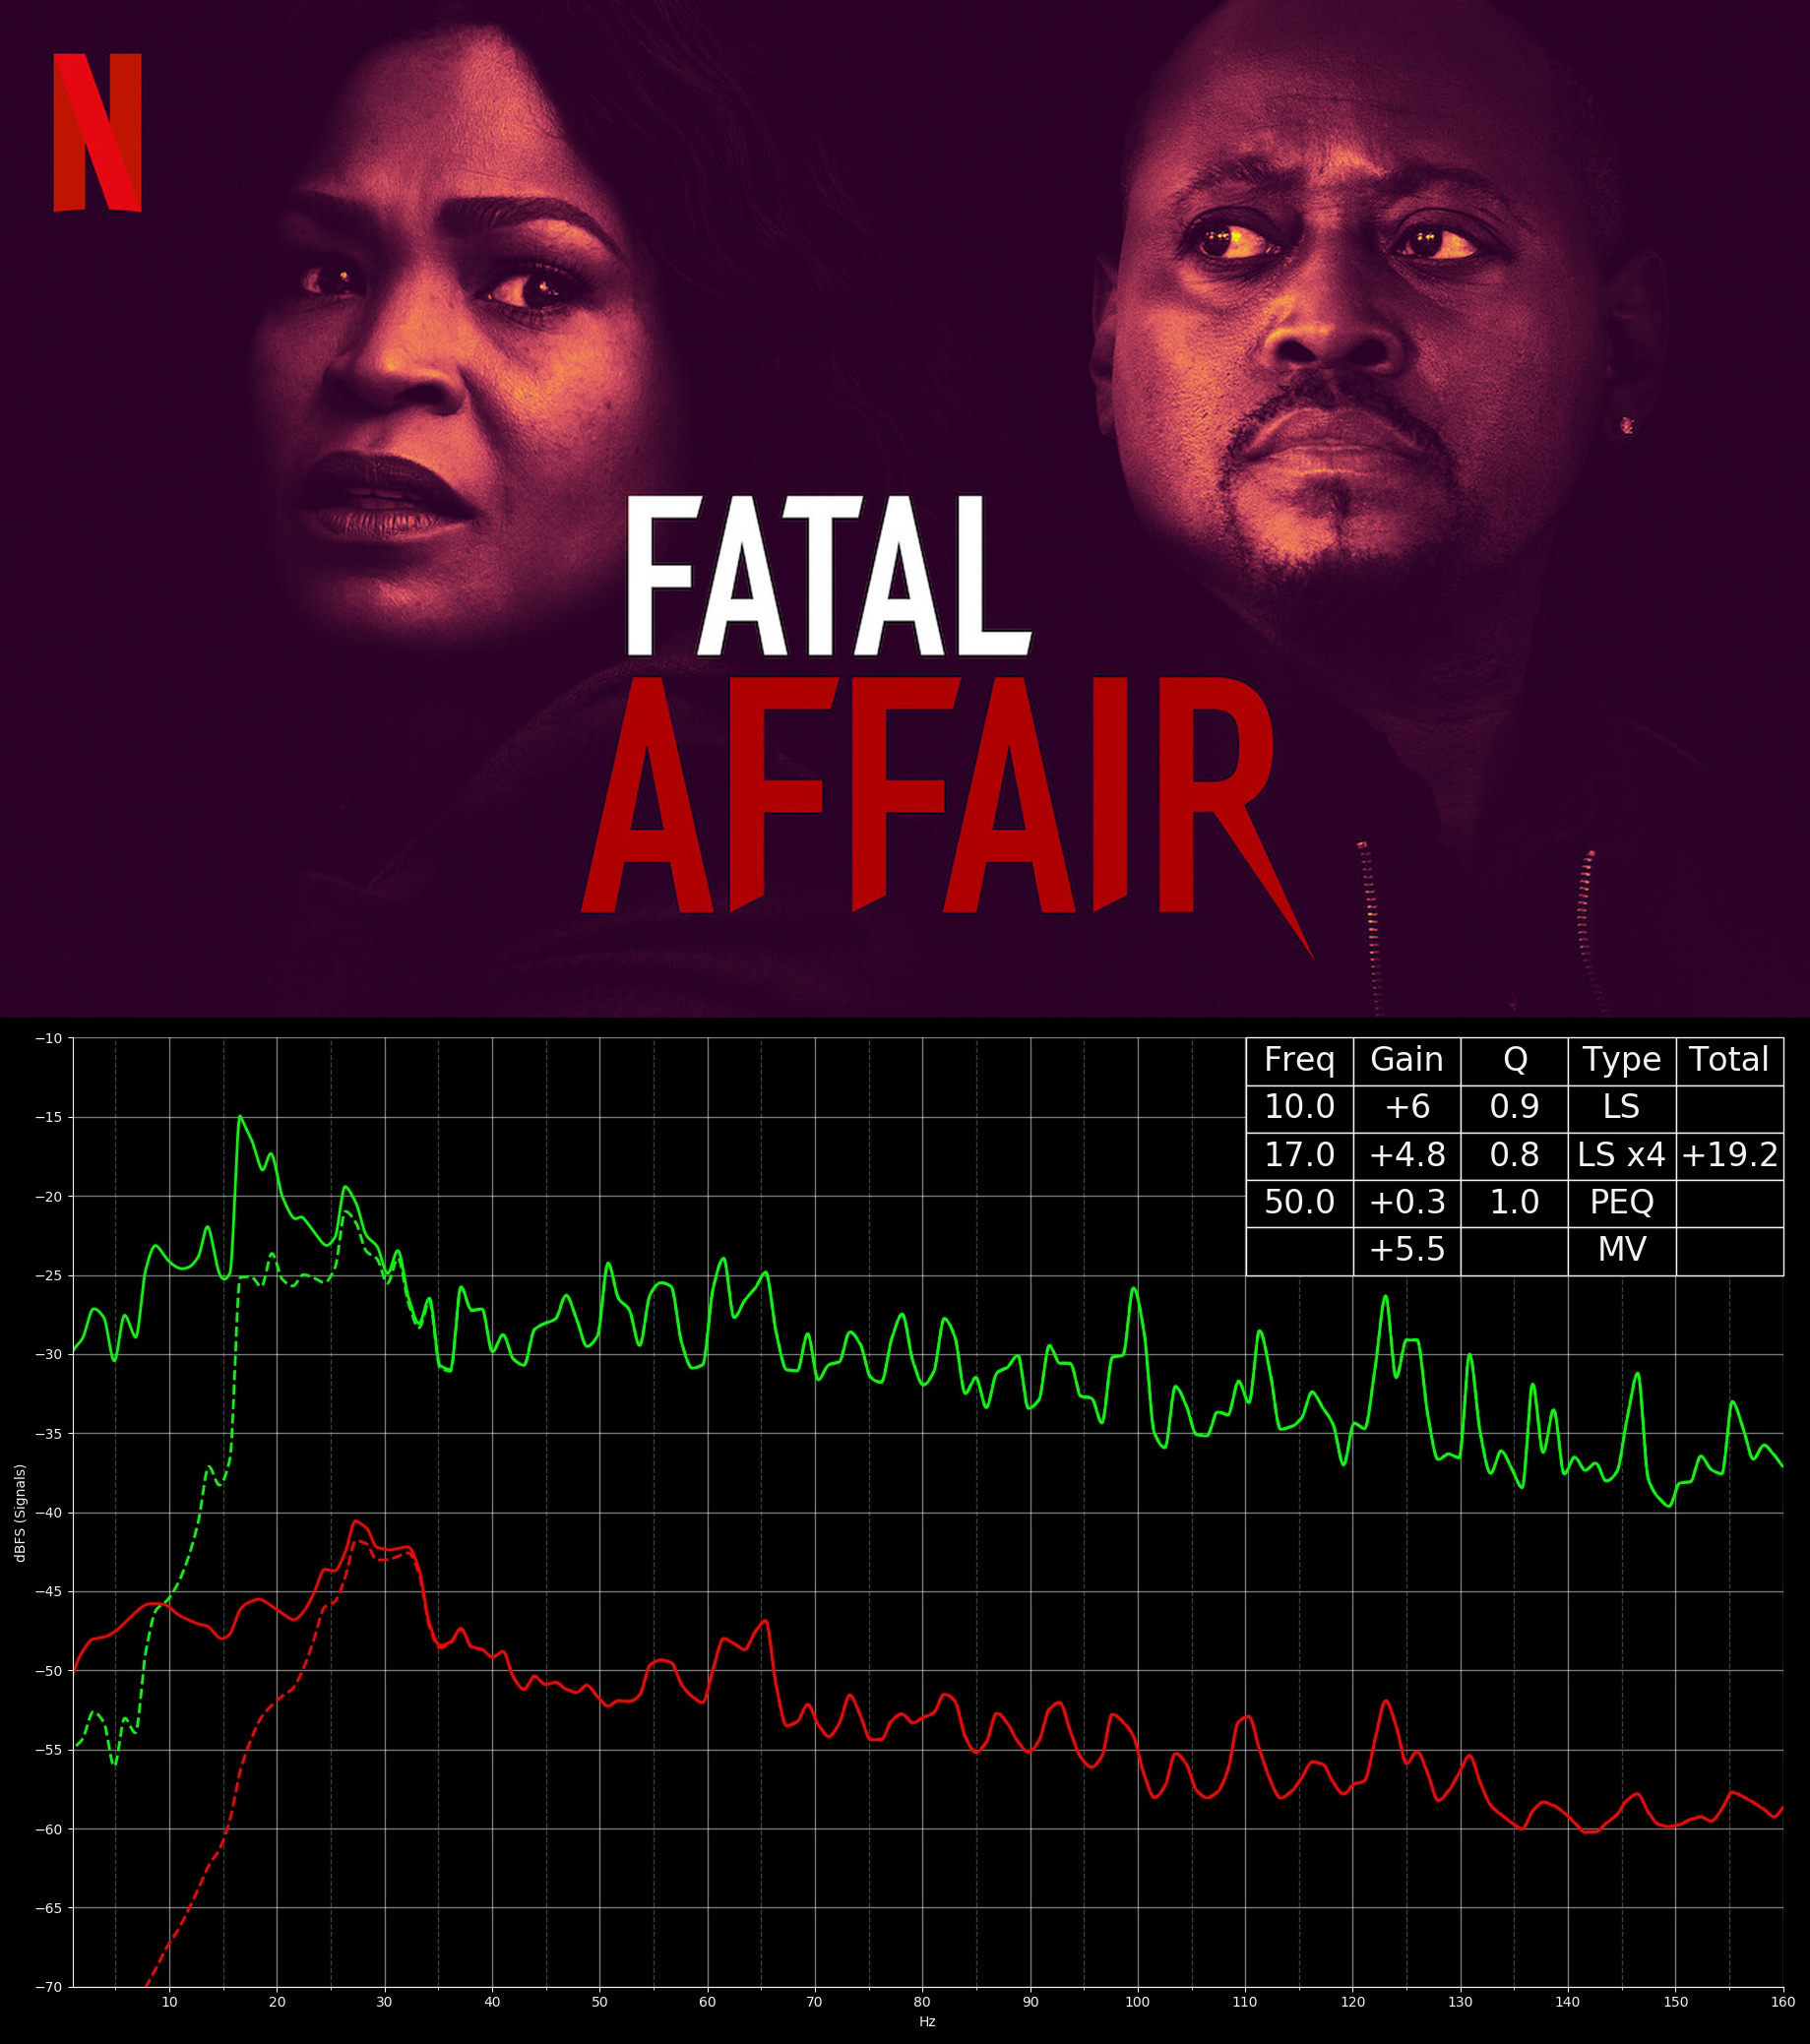 N
FATAL
AFFAIR
Freq Gain Q Type Total
10.0 +6 0.9 LS
17.0 +4.8 0.8 LS x4 +19.2
50.0 +0.3 1.0 PEQ
+5.5 MV
−10
−15
−20
−25
−30
−35
−40
−45
−50
−55
−60
−65
−70
dBFS (Signals)
10 20 30 40 50 60 70 80 90 100 110 120 130 140 150 160
Hz